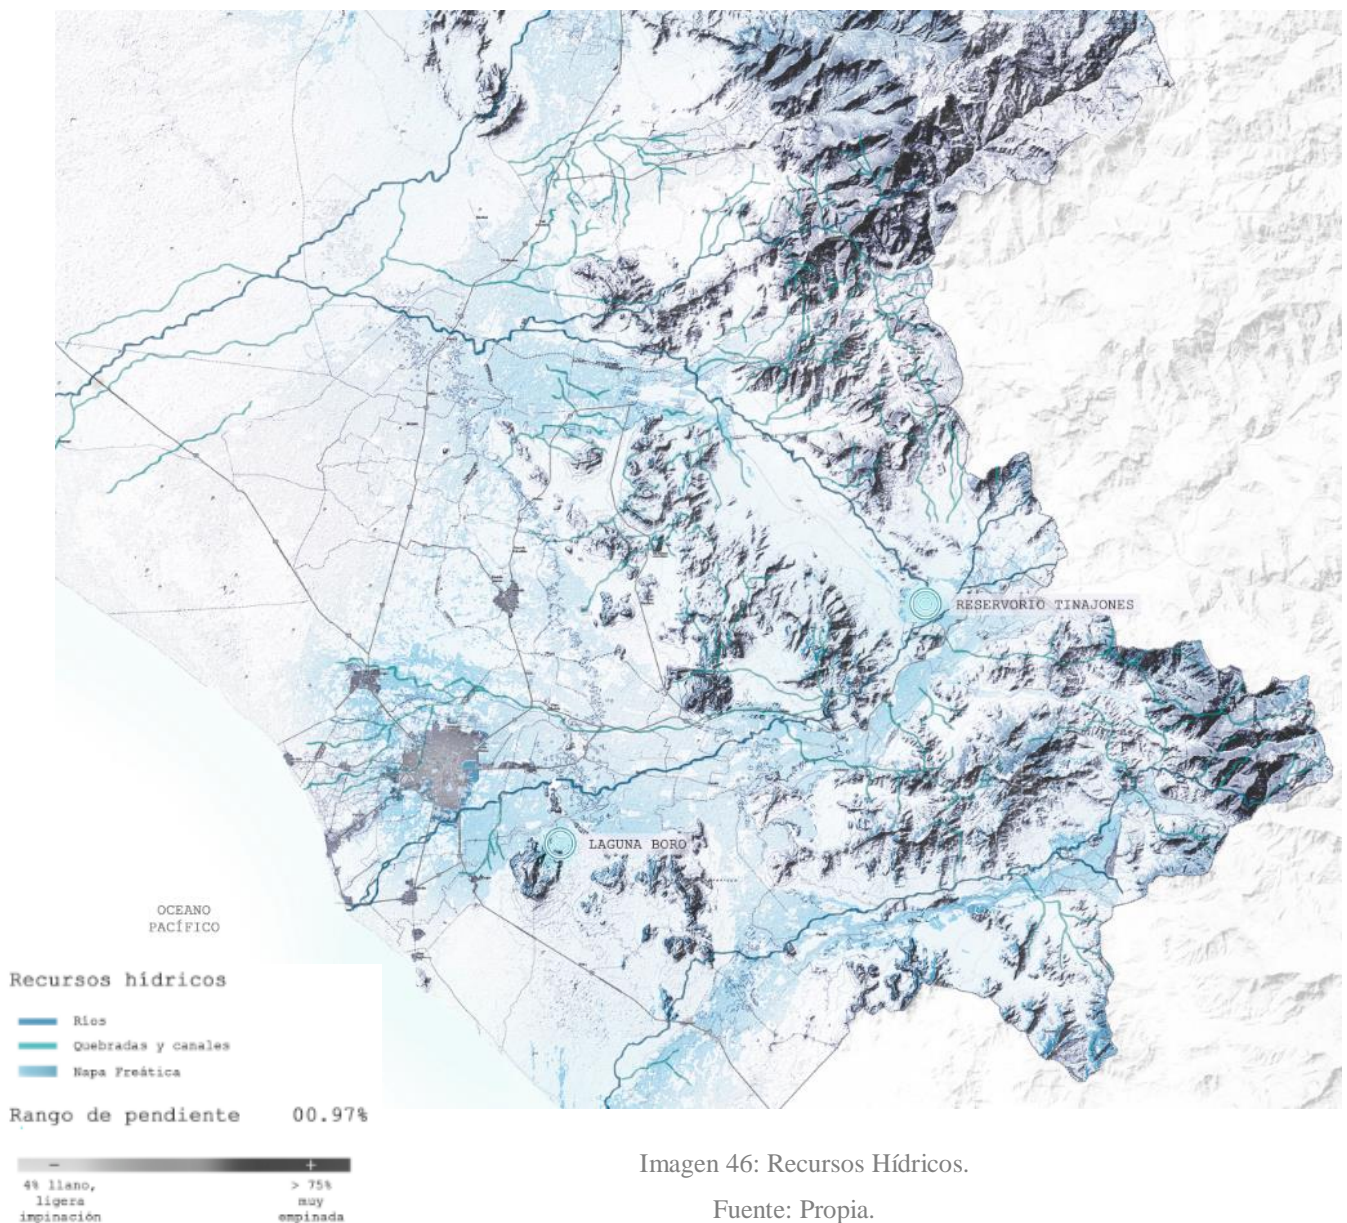 RESERVORIO TINAJONES
LAGUNA BORO
OCEANO
PACÍFICO
Recursos hídricos
Ríos
Quebradas y canales
Napa Freática
Rango de pendiente 00.97%
− +
4% llano,
ligera
impinación
> 75%
muy
empinada
Imagen 46: Recursos Hídricos.
Fuente: Propia.